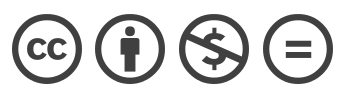 cc $ =